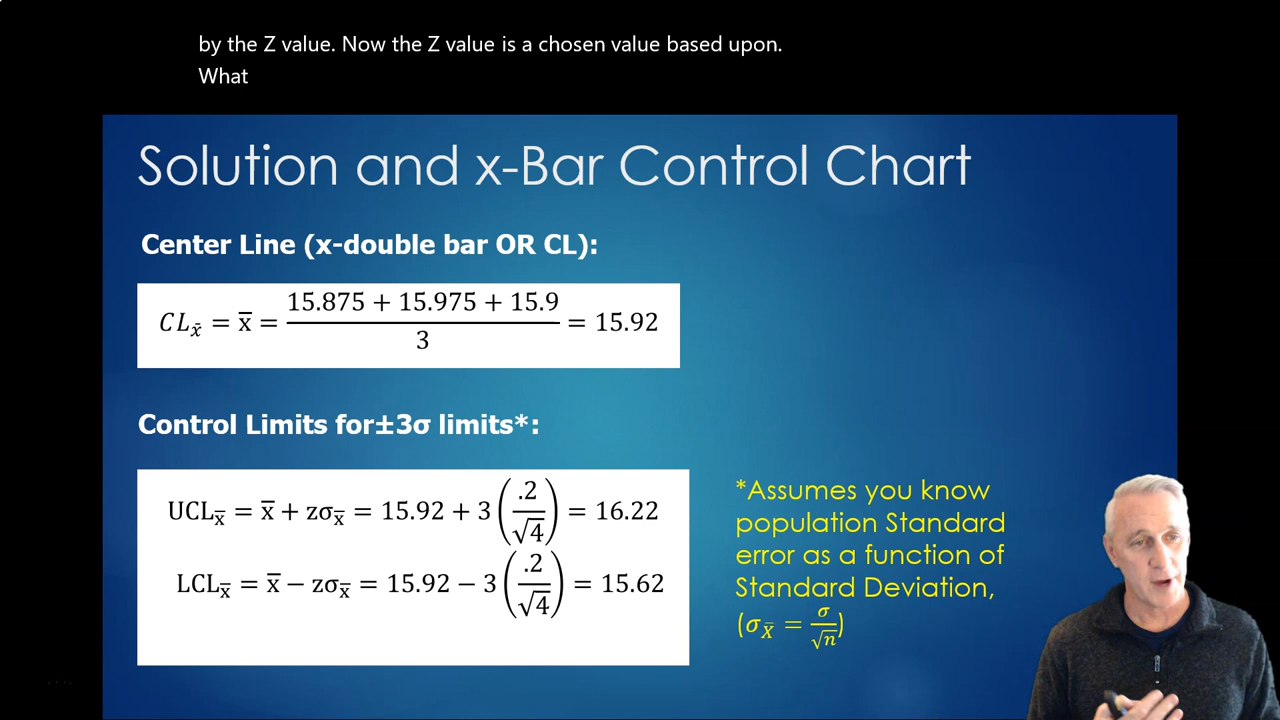 by the Z value. Now the Z value is a chosen value based upon.
What
Solution and x-Bar Control Chart
Center Line (x-double bar OR CL):
CL_x̄ = x̿ = (15.875 + 15.975 + 15.9) / 3 = 15.92
Control Limits for±3σ limits*:
UCL_x̅ = x̿ + zσ_x̅ = 15.92 + 3 (.2/√4) = 16.22
LCL_x̅ = x̿ − zσ_x̅ = 15.92 − 3 (.2/√4) = 15.62
*Assumes you know
population Standard
error as a function of
Standard Deviation,
(σ_X̅ = σ/√n)